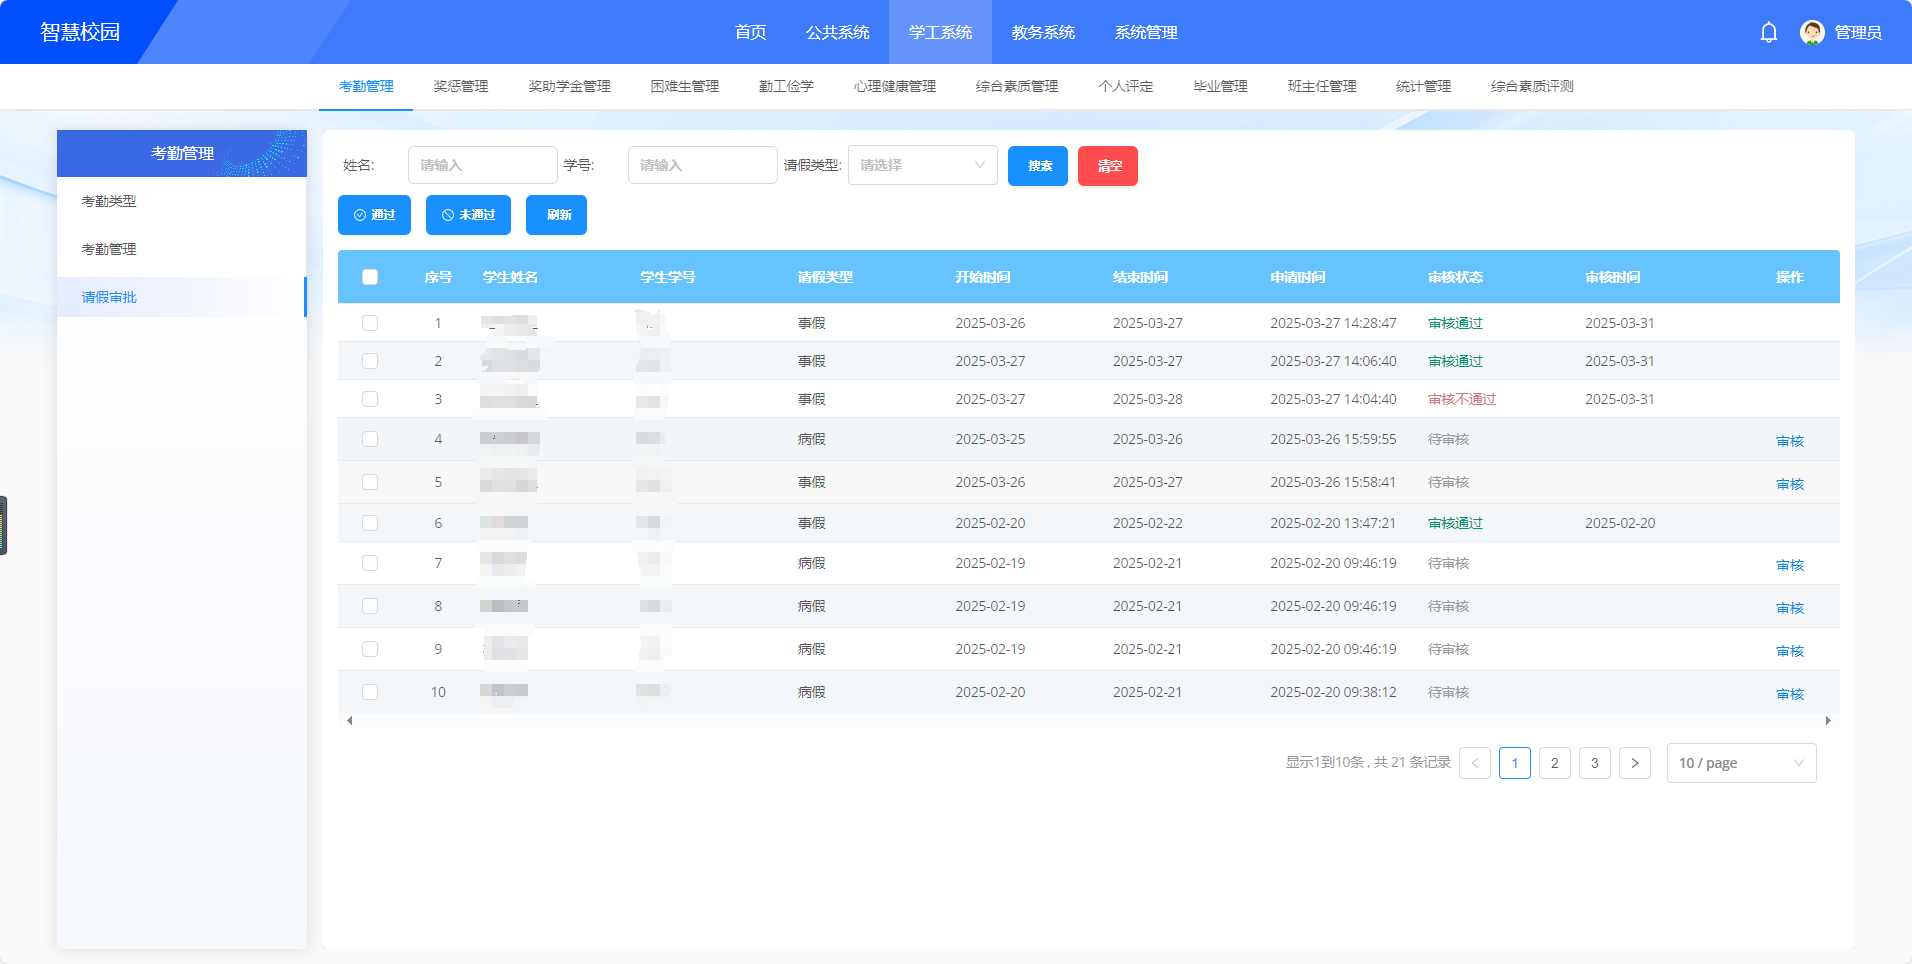 智慧校园 首页 公共系统 学工系统 教务系统 系统管理 管理员
考勤管理 奖惩管理 奖助学金管理 困难生管理 勤工俭学 心理健康管理 综合素质管理 个人评定 毕业管理 班主任管理 统计管理 综合素质评测
考勤管理
考勤类型
考勤管理
请假审批
姓名: 请输入 学号: 请输入 请假类型: 请选择 搜索 清空
通过 未通过 刷新
序号 学生姓名 学生学号 请假类型 开始时间 结束时间 申请时间 审核状态 审核时间 操作
1 事假 2025-03-26 2025-03-27 2025-03-27 14:28:47 审核通过 2025-03-31
2 事假 2025-03-27 2025-03-27 2025-03-27 14:06:40 审核通过 2025-03-31
3 事假 2025-03-27 2025-03-28 2025-03-27 14:04:40 审核不通过 2025-03-31
4 病假 2025-03-25 2025-03-26 2025-03-26 15:59:55 待审核 审核
5 事假 2025-03-26 2025-03-27 2025-03-26 15:58:41 待审核 审核
6 事假 2025-02-20 2025-02-22 2025-02-20 13:47:21 审核通过 2025-02-20
7 病假 2025-02-19 2025-02-21 2025-02-20 09:46:19 待审核 审核
8 病假 2025-02-19 2025-02-21 2025-02-20 09:46:19 待审核 审核
9 病假 2025-02-19 2025-02-21 2025-02-20 09:46:19 待审核 审核
10 病假 2025-02-20 2025-02-21 2025-02-20 09:38:12 待审核 审核
显示1到10条 , 共 21 条记录 < 1 2 3 > 10 / page